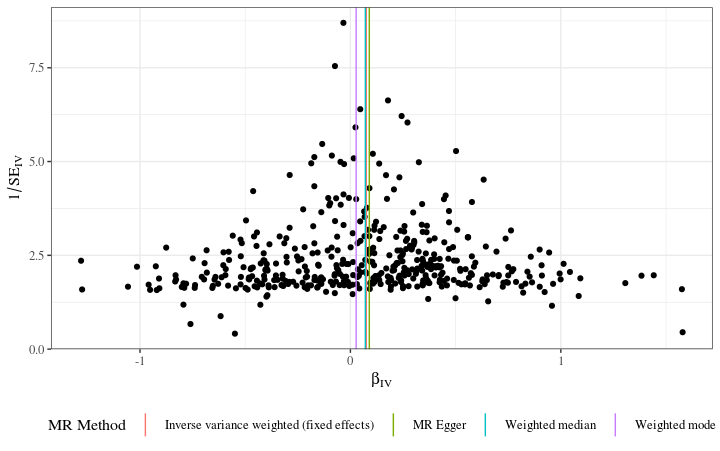 7.5
5.0
2.5
0.0
1/SE_IV
-1 0 1
β_IV
MR Method Inverse variance weighted (fixed effects) MR Egger Weighted median Weighted mode